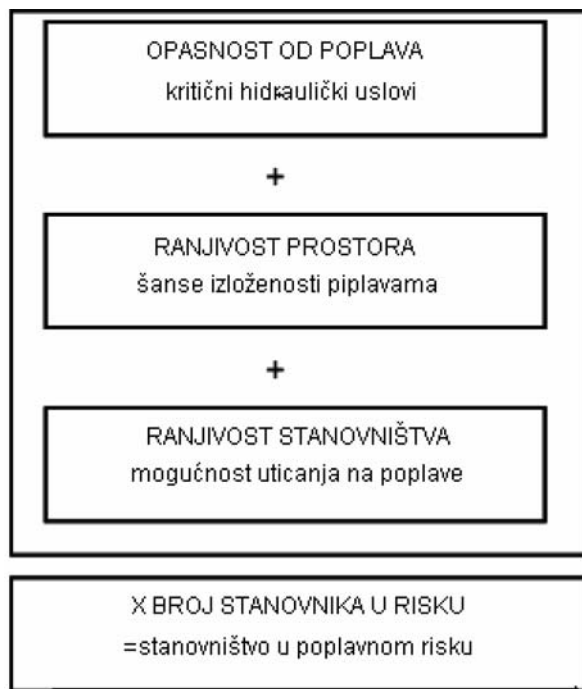 OPASNOST OD POPLAVA
kritični hidraulički uslovi
+
RANJIVOST PROSTORA
šanse izloženosti piplavama
+
RANJIVOST STANOVNIŠTVA
mogućnost uticanja na poplave
X BROJ STANOVNIKA U RISKU
=stanovništvo u poplavnom risku